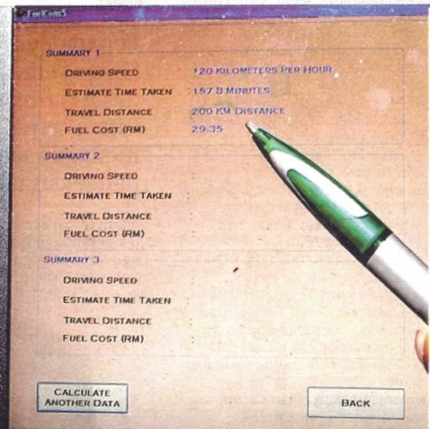 FuelKoms5
SUMMARY 1
DRIVING SPEED : 120 KILOMETERS PER HOUR
ESTIMATE TIME TAKEN : 157.8 MINUTES
TRAVEL DISTANCE : 200 KM DISTANCE
FUEL COST (RM) : 29.35
SUMMARY 2
DRIVING SPEED :
ESTIMATE TIME TAKEN :
TRAVEL DISTANCE :
FUEL COST (RM) :
SUMMARY 3
DRIVING SPEED :
ESTIMATE TIME TAKEN :
TRAVEL DISTANCE :
FUEL COST (RM) :
CALCULATE
ANOTHER DATA
BACK